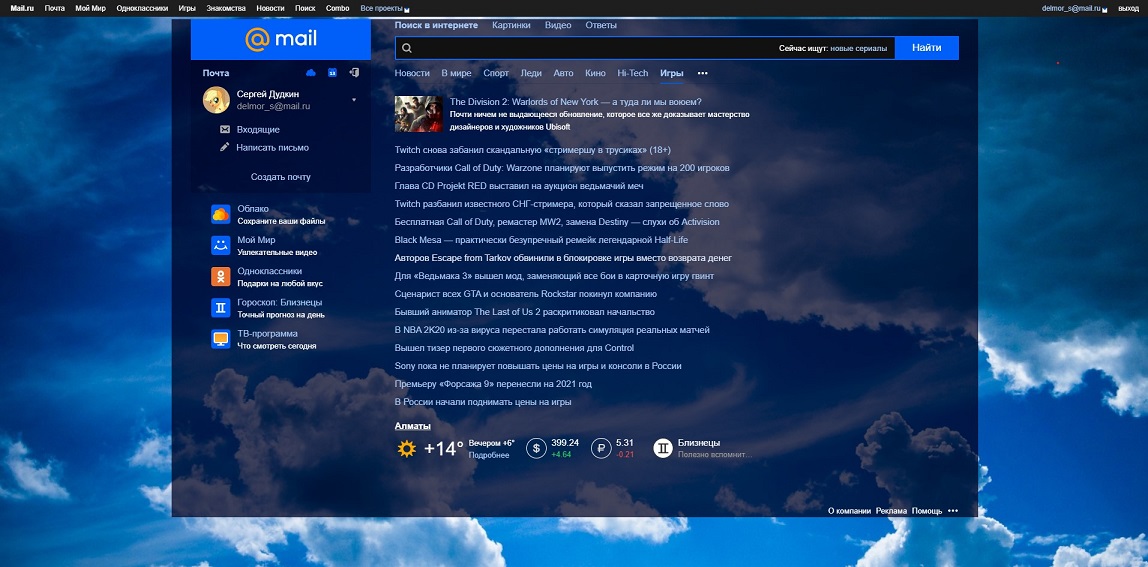 Mail.ru Почта Мой Мир Одноклассники Игры Знакомства Новости Поиск Combo Все проекты delmor_s@mail.ru выход
@mail
Поиск в интернете Картинки Видео Ответы
Сейчас ищут: новые сериалы Найти
Почта 13
Новости В мире Спорт Леди Авто Кино Hi-Tech Игры •••
Сергей Дудкин
delmor_s@mail.ru
Входящие
Написать письмо
Создать почту
Облако
Сохраните ваши файлы
Мой Мир
Увлекательные видео
Одноклассники
Подарки на любой вкус
Гороскоп: Близнецы
Точный прогноз на день
ТВ-программа
Что смотреть сегодня
The Division 2: Warlords of New York — а туда ли мы воюем?
Почти ничем не выдающееся обновление, которое все же доказывает мастерство
дизайнеров и художников Ubisoft
Twitch снова забанил скандальную «стримершу в трусиках» (18+)
Разработчики Call of Duty: Warzone планируют выпустить режим на 200 игроков
Глава CD Projekt RED выставил на аукцион ведьмачий меч
Twitch разбанил известного СНГ-стримера, который сказал запрещенное слово
Бесплатная Call of Duty, ремастер MW2, замена Destiny — слухи об Activision
Black Mesa — практически безупречный ремейк легендарной Half-Life
Авторов Escape from Tarkov обвинили в блокировке игры вместо возврата денег
Для «Ведьмака 3» вышел мод, заменяющий все бои в карточную игру гвинт
Сценарист всех GTA и основатель Rockstar покинул компанию
Бывший аниматор The Last of Us 2 раскритиковал начальство
В NBA 2K20 из-за вируса перестала работать симуляция реальных матчей
Вышел тизер первого сюжетного дополнения для Control
Sony пока не планирует повышать цены на игры и консоли в России
Премьеру «Форсажа 9» перенесли на 2021 год
В России начали поднимать цены на игры
Алматы
+14° Вечером +6° $ 399.24 ₽ 5.31 Близнецы
Подробнее +4.64 -0.21 Полезно вспомнит...
О компании Реклама Помощь •••